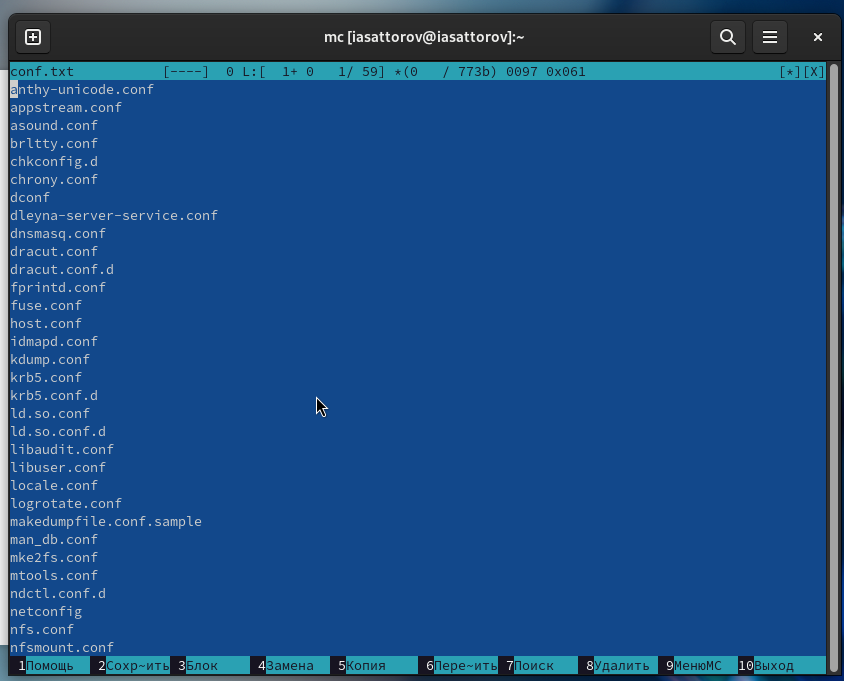 mc [iasattorov@iasattorov]:~
conf.txt [----] 0 L:[ 1+ 0 1/ 59] *(0 / 773b) 0097 0x061 [*][X]
anthy-unicode.conf
appstream.conf
asound.conf
brltty.conf
chkconfig.d
chrony.conf
dconf
dleyna-server-service.conf
dnsmasq.conf
dracut.conf
dracut.conf.d
fprintd.conf
fuse.conf
host.conf
idmapd.conf
kdump.conf
krb5.conf
krb5.conf.d
ld.so.conf
ld.so.conf.d
libaudit.conf
libuser.conf
locale.conf
logrotate.conf
makedumpfile.conf.sample
man_db.conf
mke2fs.conf
mtools.conf
ndctl.conf.d
netconfig
nfs.conf
nfsmount.conf
1Помощь 2Сохр~ить 3Блок 4Замена 5Копия 6Пере~ить 7Поиск 8Удалить 9МенюMC 10Выход